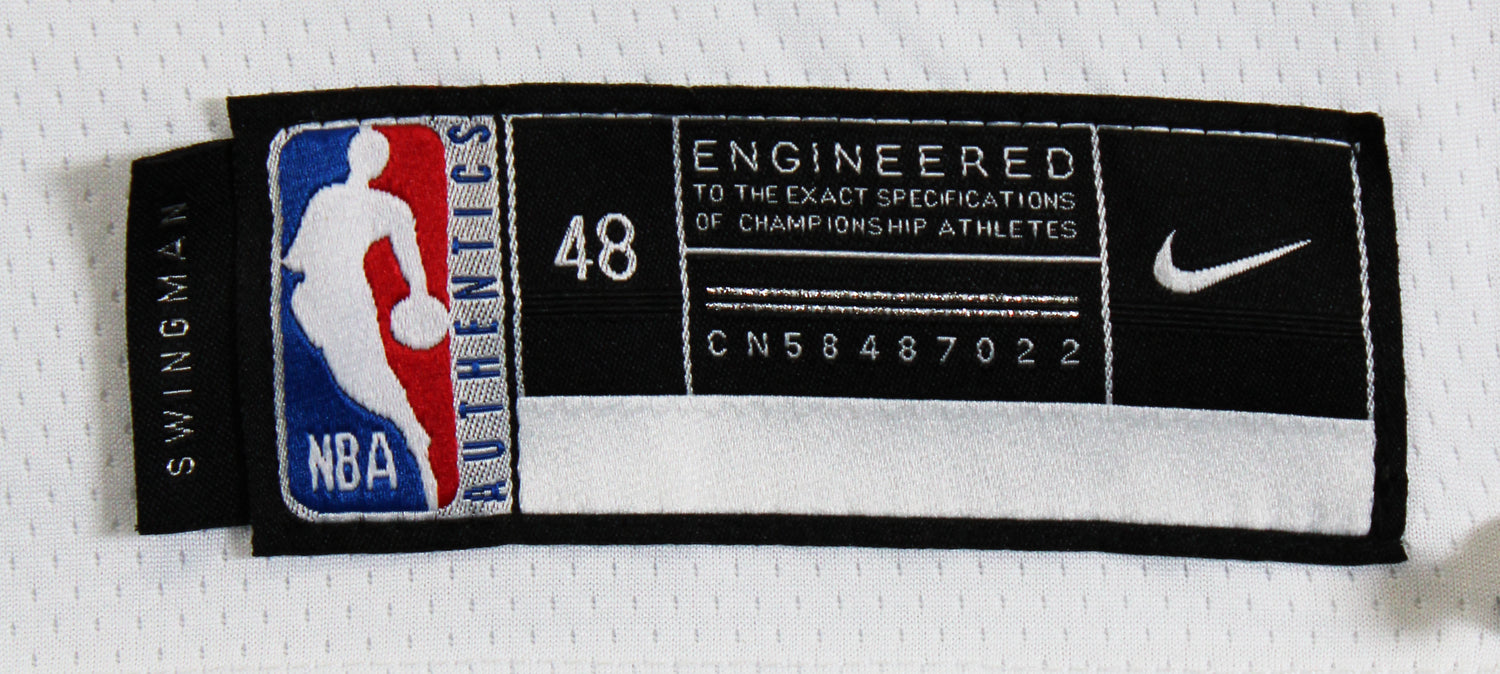 SWINGMAN
NBA
AUTHENTICS
48
ENGINEERED
TO THE EXACT SPECIFICATIONS
OF CHAMPIONSHIP ATHLETES
CN58487022